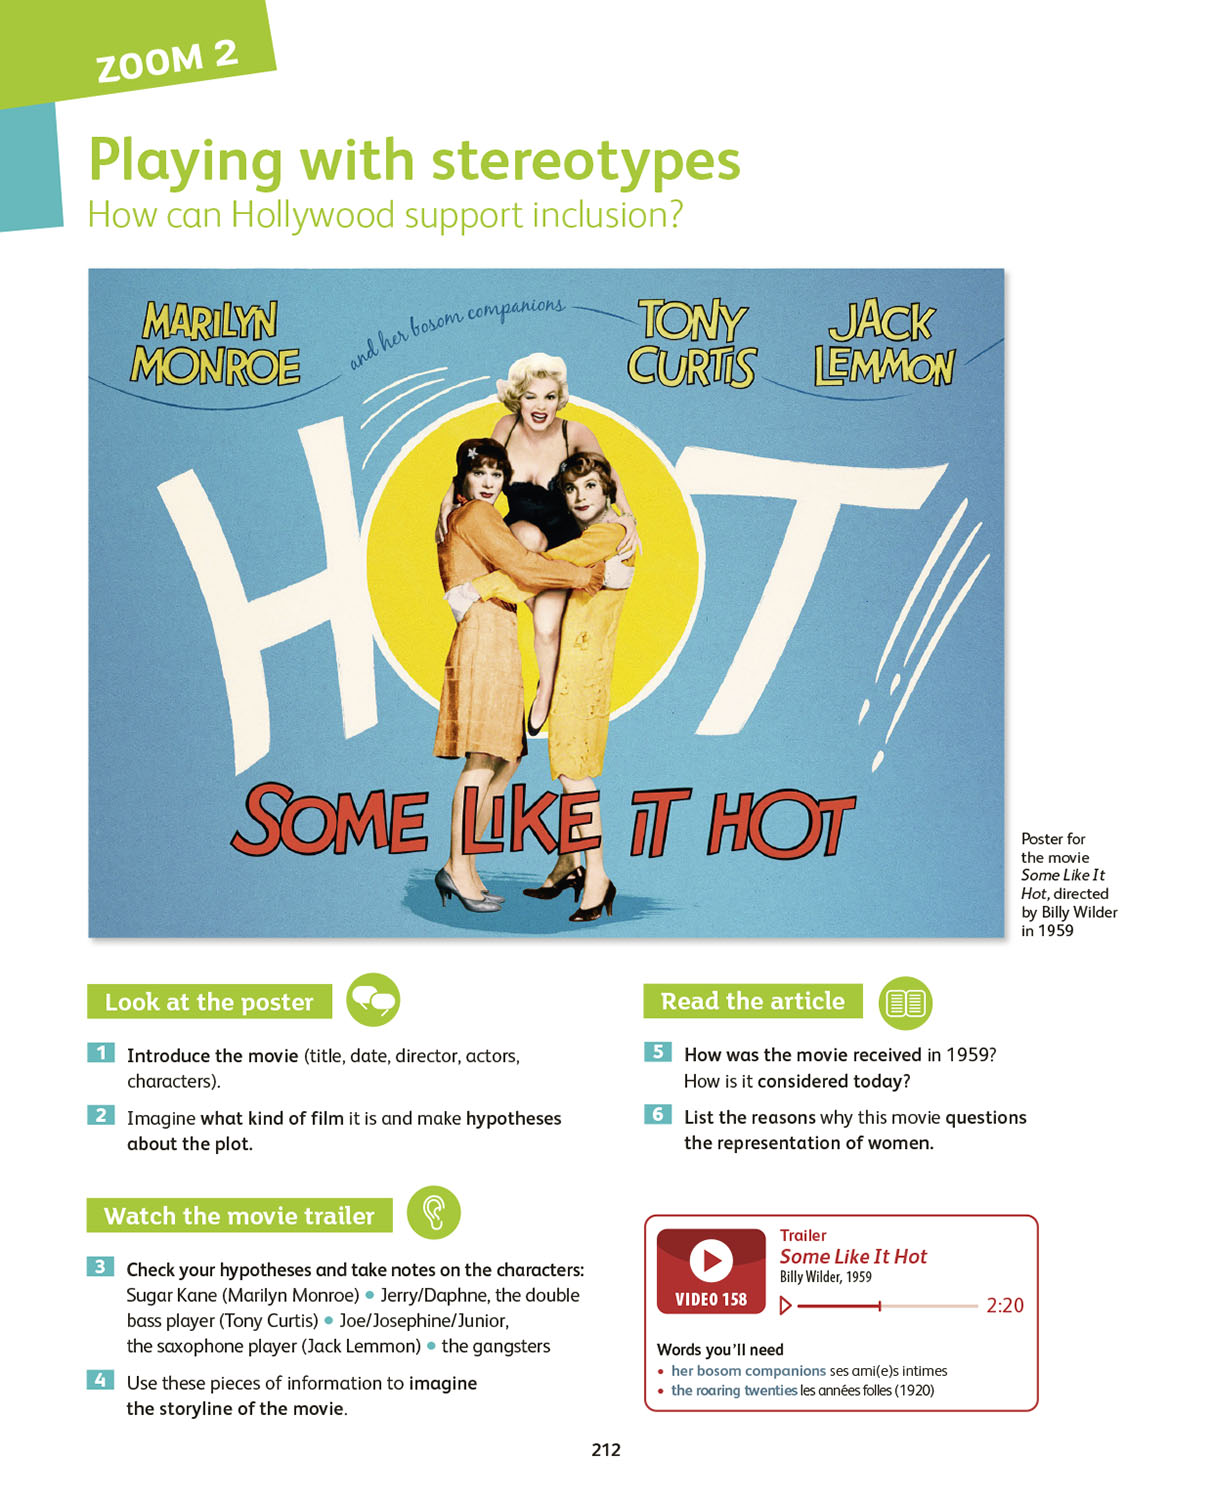 ZOOM 2
Playing with stereotypes
How can Hollywood support inclusion?
MARILYN
MONROE
and her bosom companions
TONY
CURTIS
JACK
LEMMON
HOT!
SOME LIKE IT HOT
Poster for
the movie
Some Like It
Hot, directed
by Billy Wilder
in 1959
Look at the poster
1 Introduce the movie (title, date, director, actors,
characters).
2 Imagine what kind of film it is and make hypotheses
about the plot.
Watch the movie trailer
3 Check your hypotheses and take notes on the characters:
Sugar Kane (Marilyn Monroe) • Jerry/Daphne, the double
bass player (Tony Curtis) • Joe/Josephine/Junior,
the saxophone player (Jack Lemmon) • the gangsters
4 Use these pieces of information to imagine
the storyline of the movie.
Read the article
5 How was the movie received in 1959?
How is it considered today?
6 List the reasons why this movie questions
the representation of women.
VIDEO 158
Trailer
Some Like It Hot
Billy Wilder, 1959
2:20
Words you'll need
• her bosom companions ses ami(e)s intimes
• the roaring twenties les années folles (1920)
212